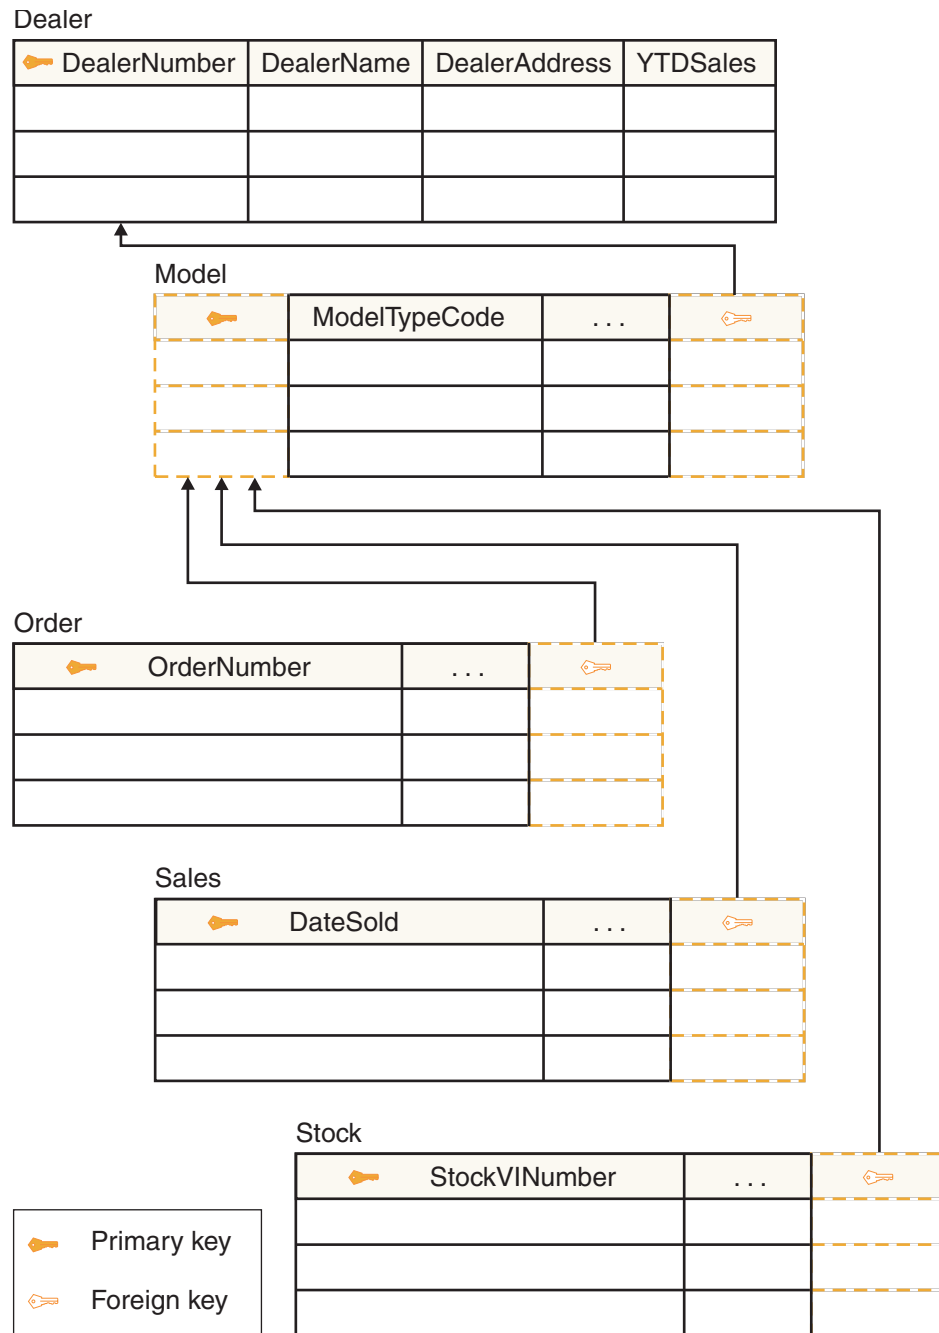 Dealer
DealerNumber DealerName DealerAddress YTDSales
Model
ModelTypeCode . . .
Order
OrderNumber . . .
Sales
DateSold . . .
Stock
StockVINumber . . .
Primary key
Foreign key